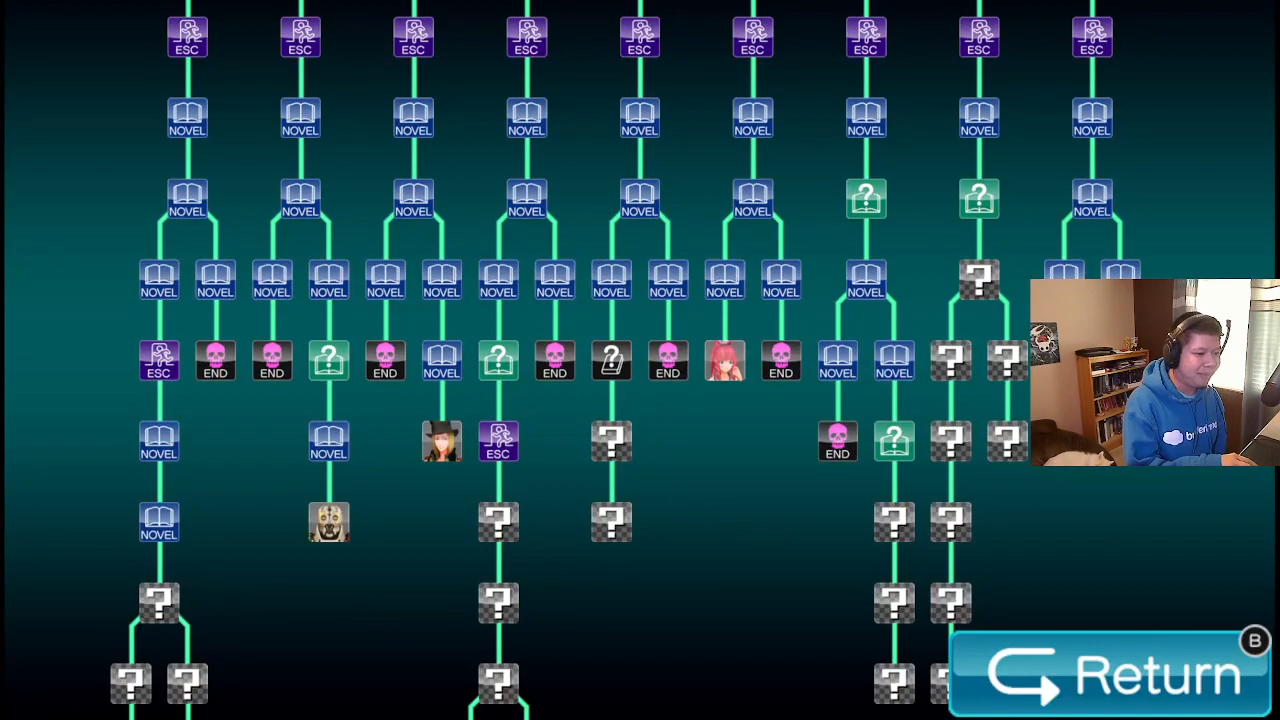 ESC ESC ESC ESC ESC ESC ESC ESC ESC
NOVEL NOVEL NOVEL NOVEL NOVEL NOVEL NOVEL NOVEL NOVEL
NOVEL NOVEL NOVEL NOVEL NOVEL NOVEL ? ? NOVEL
NOVEL NOVEL NOVEL NOVEL NOVEL NOVEL NOVEL NOVEL NOVEL NOVEL NOVEL NOVEL NOVEL ?
ESC END END ? END NOVEL ? END ? END END NOVEL NOVEL ? ?
NOVEL NOVEL ESC ? END ? ? ?
NOVEL ? ? ? ?
? ? ? ?
? ? ? ?
B
Return